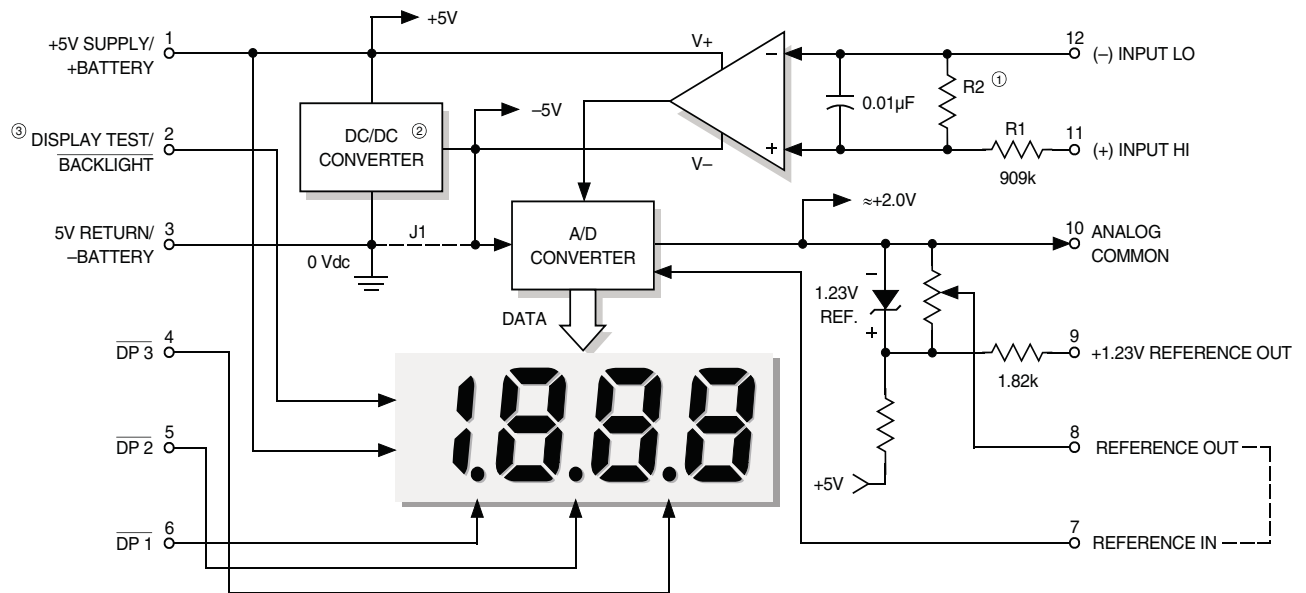 +5V
+5V SUPPLY/
+BATTERY
1
V+
12
(–) INPUT LO
R2 ①
0.01µF
–5V
③ DISPLAY TEST/
BACKLIGHT
2
DC/DC ②
CONVERTER
V–
R1
909k
11
(+) INPUT HI
≈+2.0V
5V RETURN/
–BATTERY
3
J1
0 Vdc
A/D
CONVERTER
10
ANALOG
COMMON
–
1.23V
REF.
+
DATA
DP 3
4
9
+1.23V REFERENCE OUT
1.82k
1.8.8.8
DP 2
5
8
REFERENCE OUT
+5V
DP 1
6
7
REFERENCE IN